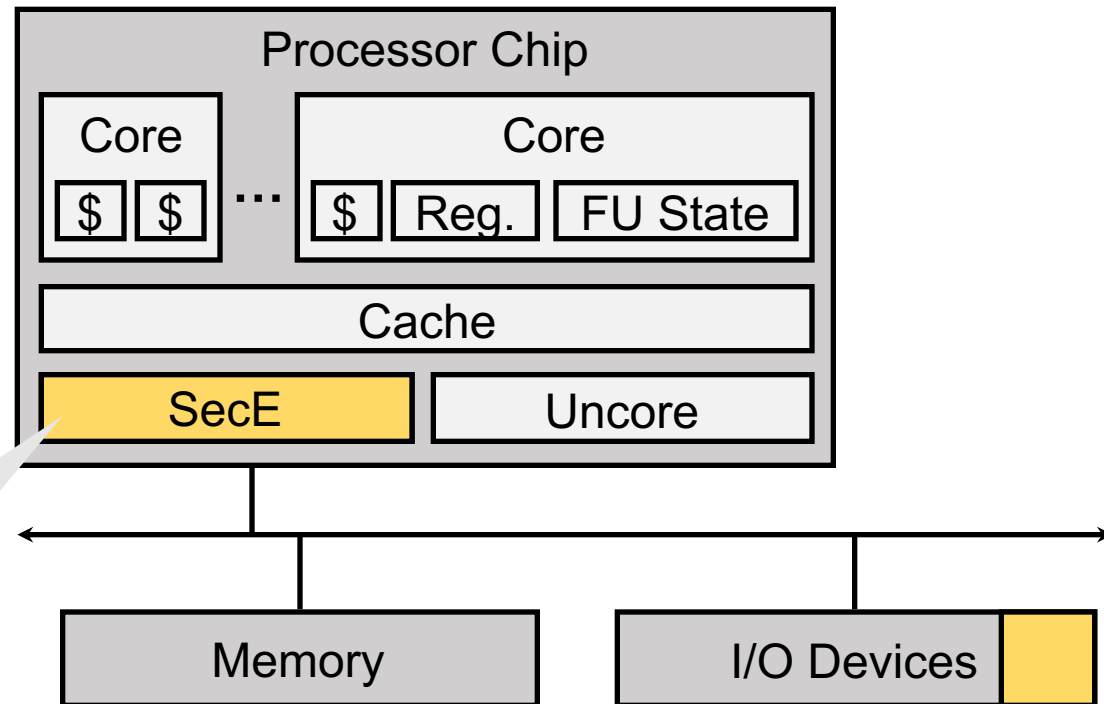 Processor Chip
Core
Core
$ $ ... $ Reg. FU State
Cache
SecE Uncore
Memory I/O Devices